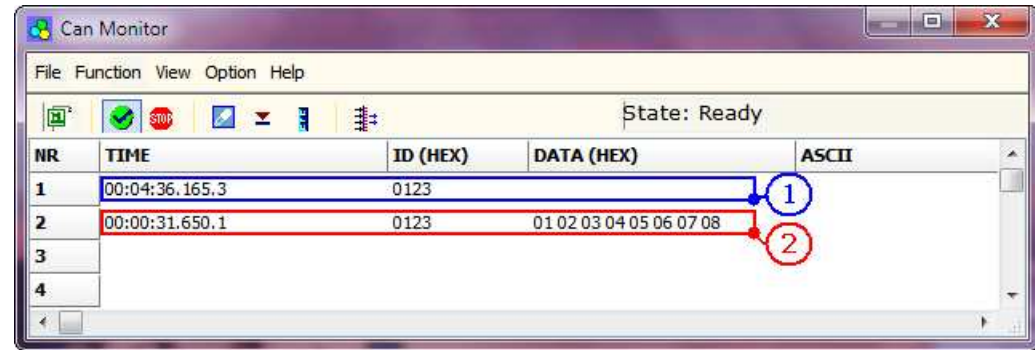 Can Monitor
File Function View Option Help
STOP State: Ready
NR TIME ID (HEX) DATA (HEX) ASCII
1 00:04:36.165.3 0123 1
2 00:00:31.650.1 0123 01 02 03 04 05 06 07 08 2
3
4